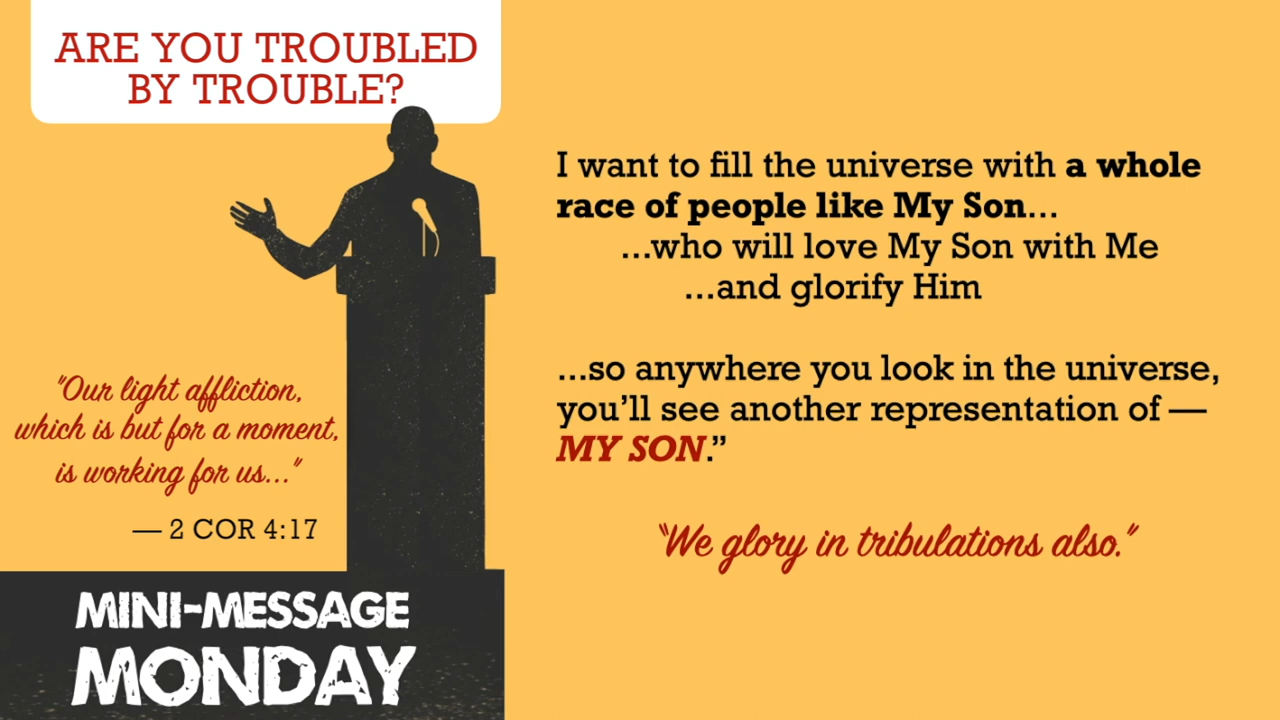 ARE YOU TROUBLED
BY TROUBLE?
"Our light affliction,
which is but for a moment,
is working for us..."
— 2 COR 4:17
MINI-MESSAGE
MONDAY
I want to fill the universe with a whole
race of people like My Son...
...who will love My Son with Me
...and glorify Him
...so anywhere you look in the universe,
you’ll see another representation of —
MY SON.”
"We glory in tribulations also."